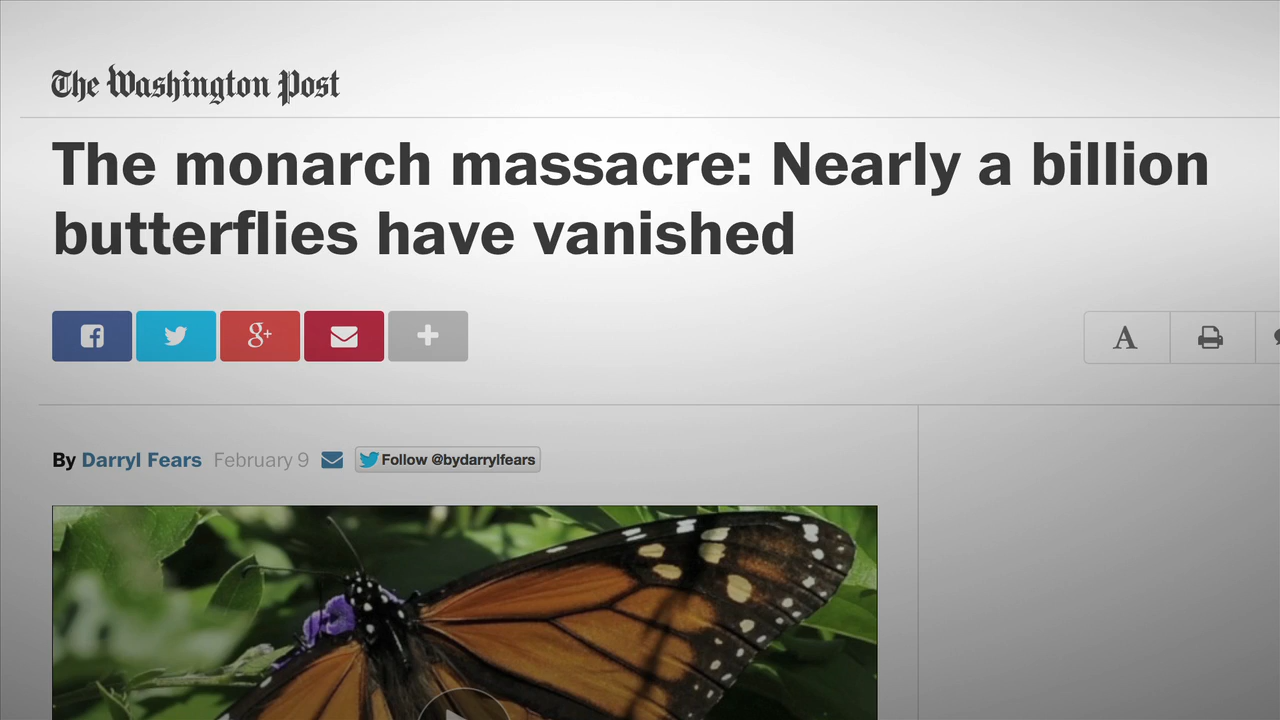 The Washington Post
The monarch massacre: Nearly a billion
butterflies have vanished
g+
A
By Darryl Fears February 9 Follow @bydarrylfears